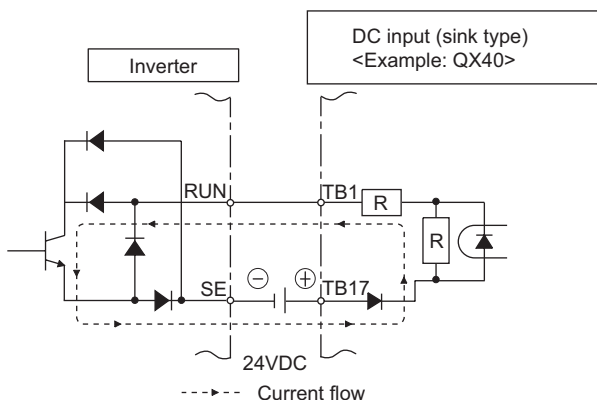 Inverter
DC input (sink type)
<Example: QX40>
RUN
TB1
R
R
SE
⊖
⊕
TB17
24VDC
Current flow